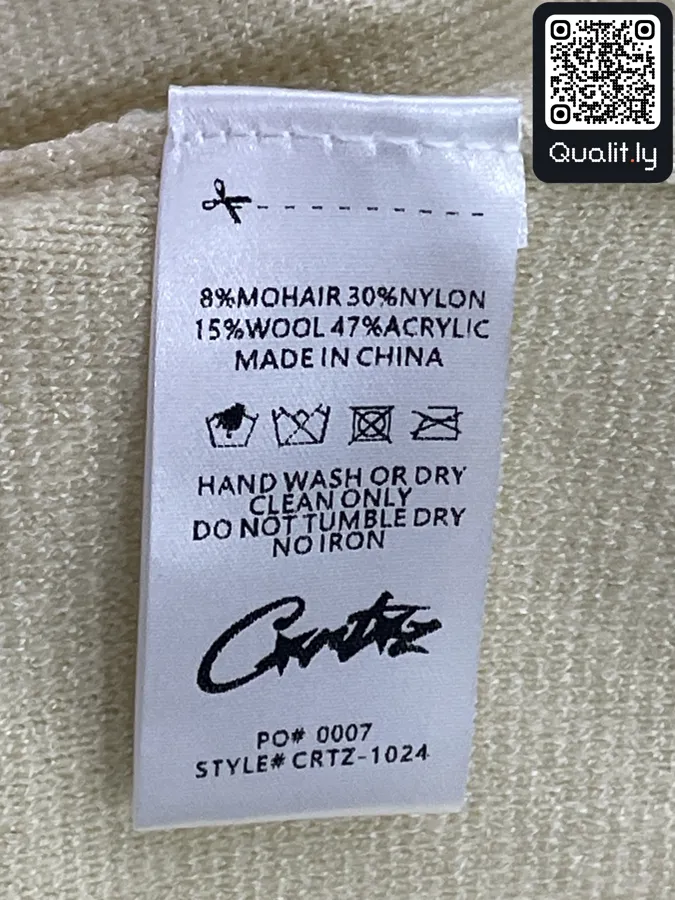 Qualit.ly
8%MOHAIR 30%NYLON
15%WOOL 47%ACRYLIC
MADE IN CHINA
HAND WASH OR DRY
CLEAN ONLY
DO NOT TUMBLE DRY
NO IRON
Crrtz
PO# 0007
STYLE# CRTZ-1024